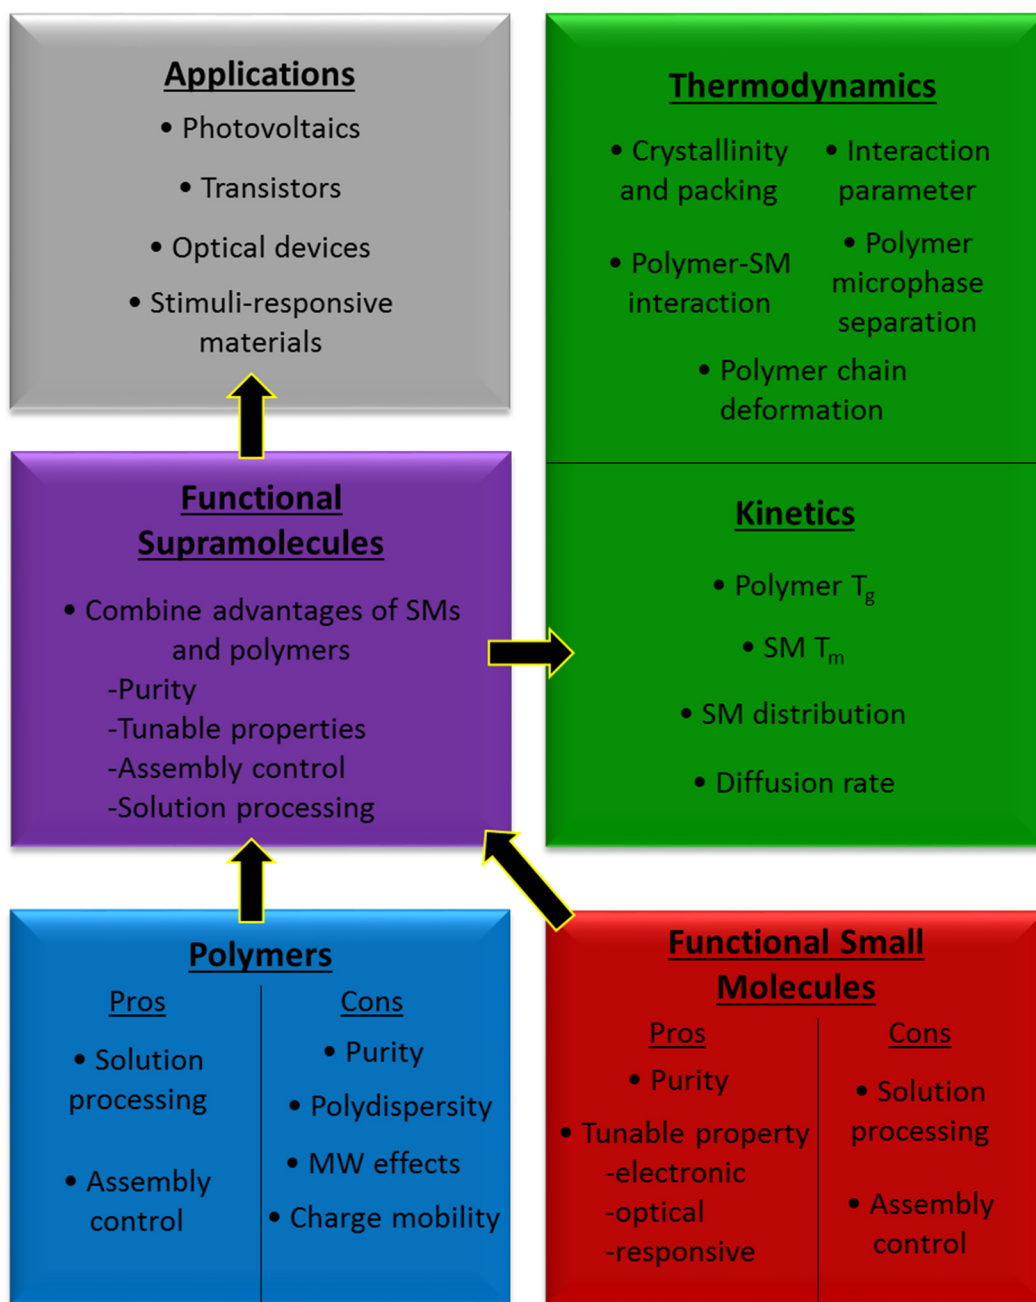 Applications
• Photovoltaics
• Transistors
• Optical devices
• Stimuli-responsive
materials
Thermodynamics
• Crystallinity
and packing
• Interaction
parameter
• Polymer-SM
interaction
• Polymer
microphase
separation
• Polymer chain
deformation
Functional
Supramolecules
• Combine advantages of SMs
and polymers
-Purity
-Tunable properties
-Assembly control
-Solution processing
Kinetics
• Polymer Tg
• SM Tm
• SM distribution
• Diffusion rate
Polymers
Pros
• Solution
processing
• Assembly
control
Cons
• Purity
• Polydispersity
• MW effects
• Charge mobility
Functional Small
Molecules
Pros
• Purity
• Tunable property
-electronic
-optical
-responsive
Cons
• Solution
processing
• Assembly
control